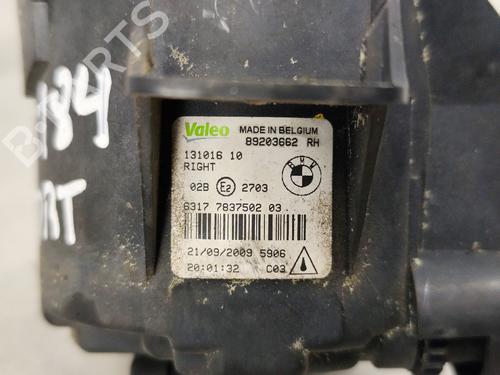 Valeo MADE IN BELGIUM
89203662 RH
131016 10
RIGHT
02B E2 2703
6317 7837502 03
21/09/2009 5906
20:01:32 C03
B-PARTS